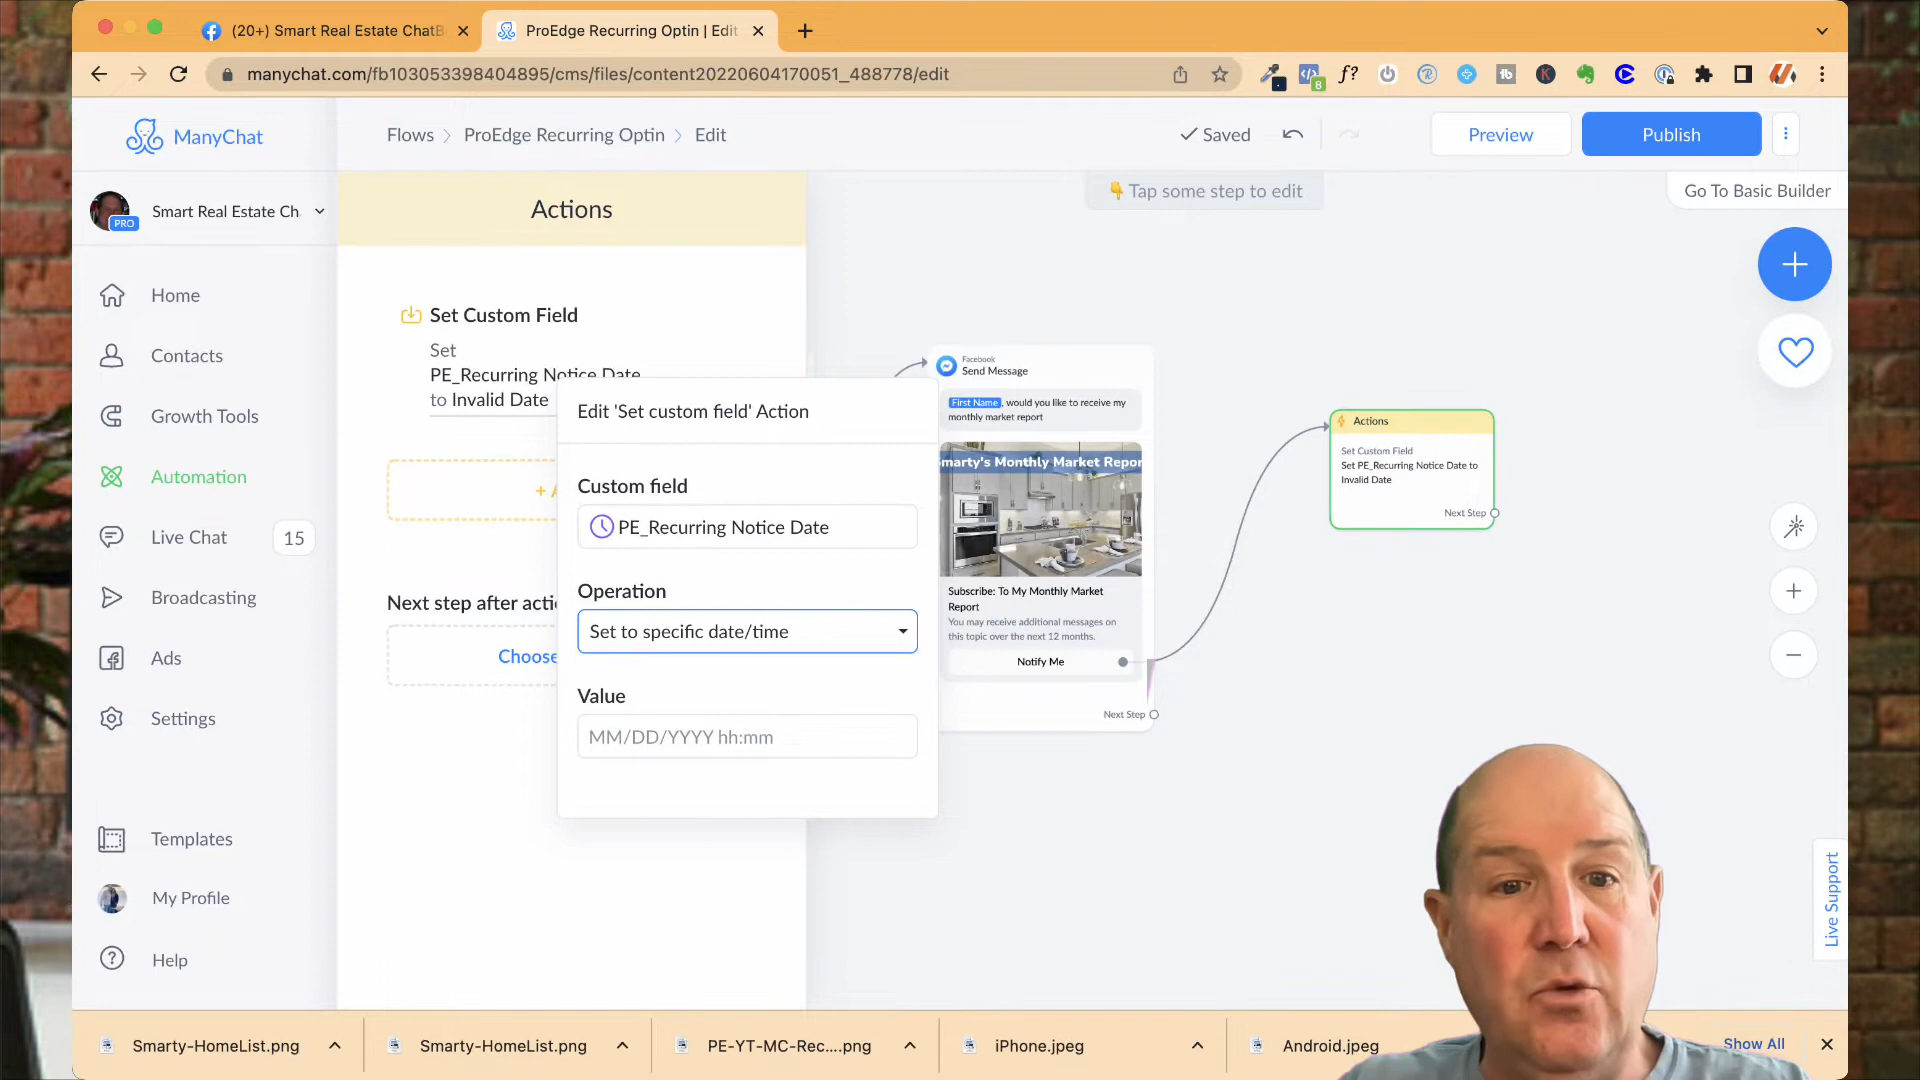 (20+) Smart Real Estate ChatB
ProEdge Recurring Optin | Edit
manychat.com/fb103053398404895/cms/files/content20220604170051_488778/edit
8
f?
ManyChat
Flows
ProEdge Recurring Optin
Edit
Saved
Preview
Publish
Tap some step to edit
Go To Basic Builder
PRO
Smart Real Estate Ch.
Home
Contacts
Growth Tools
Automation
Live Chat
15
Broadcasting
Ads
Settings
Templates
My Profile
Help
Actions
Set Custom Field
Set
PE_Recurring Notice Date
to Invalid Date
+ A
Next step after actio
Choose
Edit 'Set custom field' Action
Custom field
PE_Recurring Notice Date
Operation
Set to specific date/time
Value
MM/DD/YYYY hh:mm
Facebook
Send Message
First Name, would you like to receive my
monthly market report
marty's Monthly Market Repor
Subscribe: To My Monthly Market
Report
You may receive additional messages on
this topic over the next 12 months.
Notify Me
Next Step
Actions
Set Custom Field
Set PE_Recurring Notice Date to
Invalid Date
Next Step
Live Support
Smarty-HomeList.png
Smarty-HomeList.png
PE-YT-MC-Rec....png
iPhone.jpeg
Android.jpeg
Show All